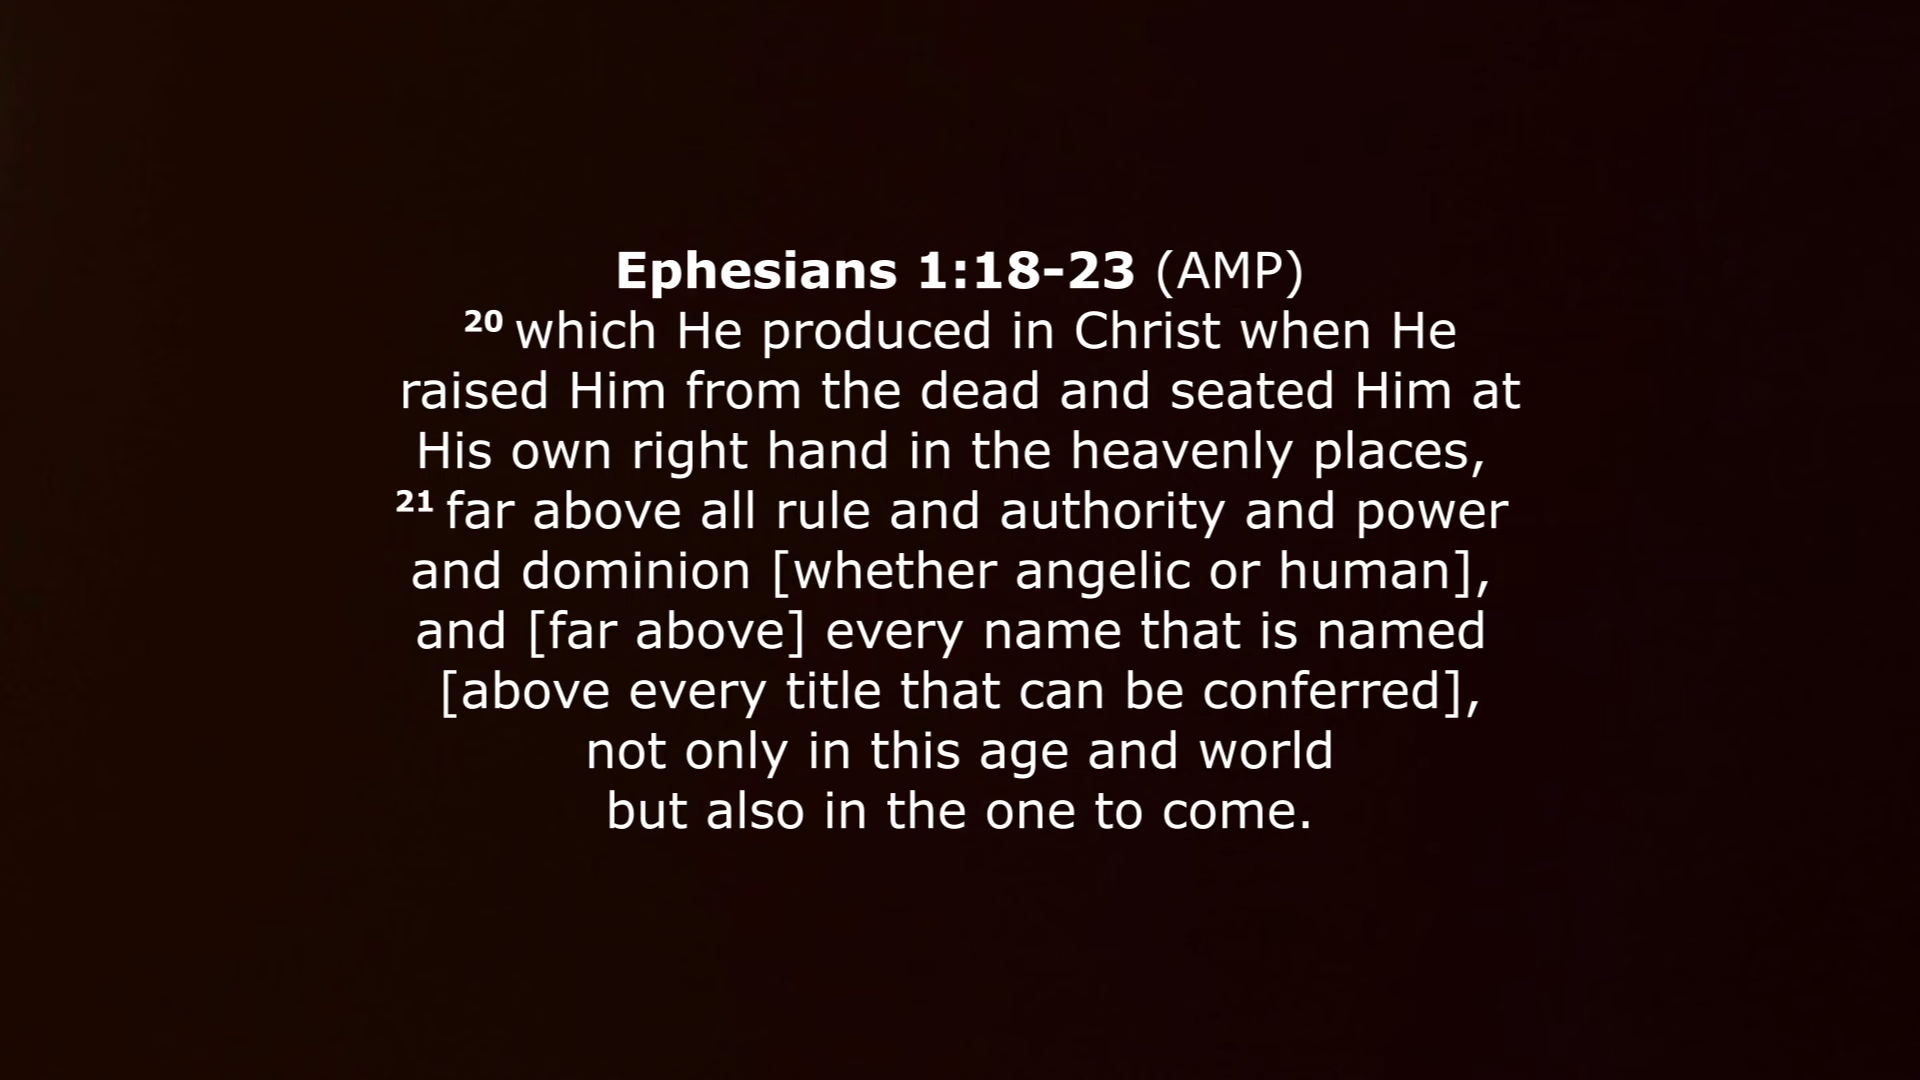 Ephesians 1:18-23 (AMP)
20 which He produced in Christ when He
raised Him from the dead and seated Him at
His own right hand in the heavenly places,
21 far above all rule and authority and power
and dominion [whether angelic or human],
and [far above] every name that is named
[above every title that can be conferred],
not only in this age and world
but also in the one to come.